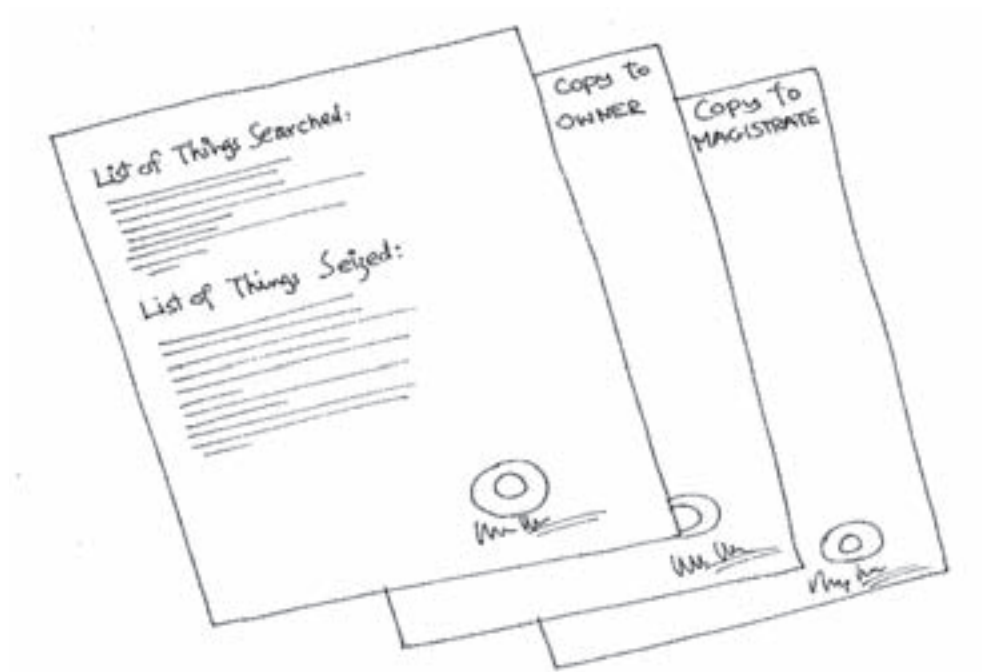 List of Things Searched:
List of Things Seized:
Copy to
OWNER
Copy To
MAGISTRATE